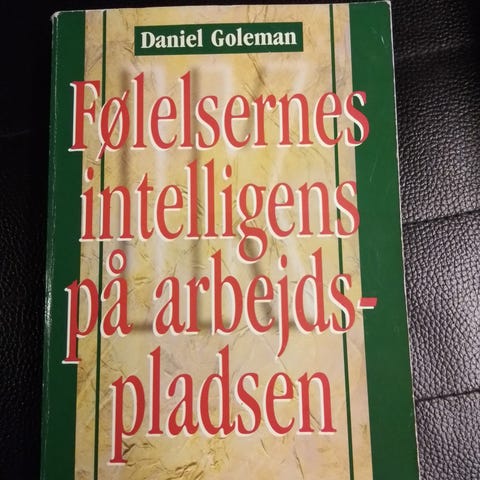 Daniel Goleman
Følelsernes
intelligens
på arbejds-
pladsen